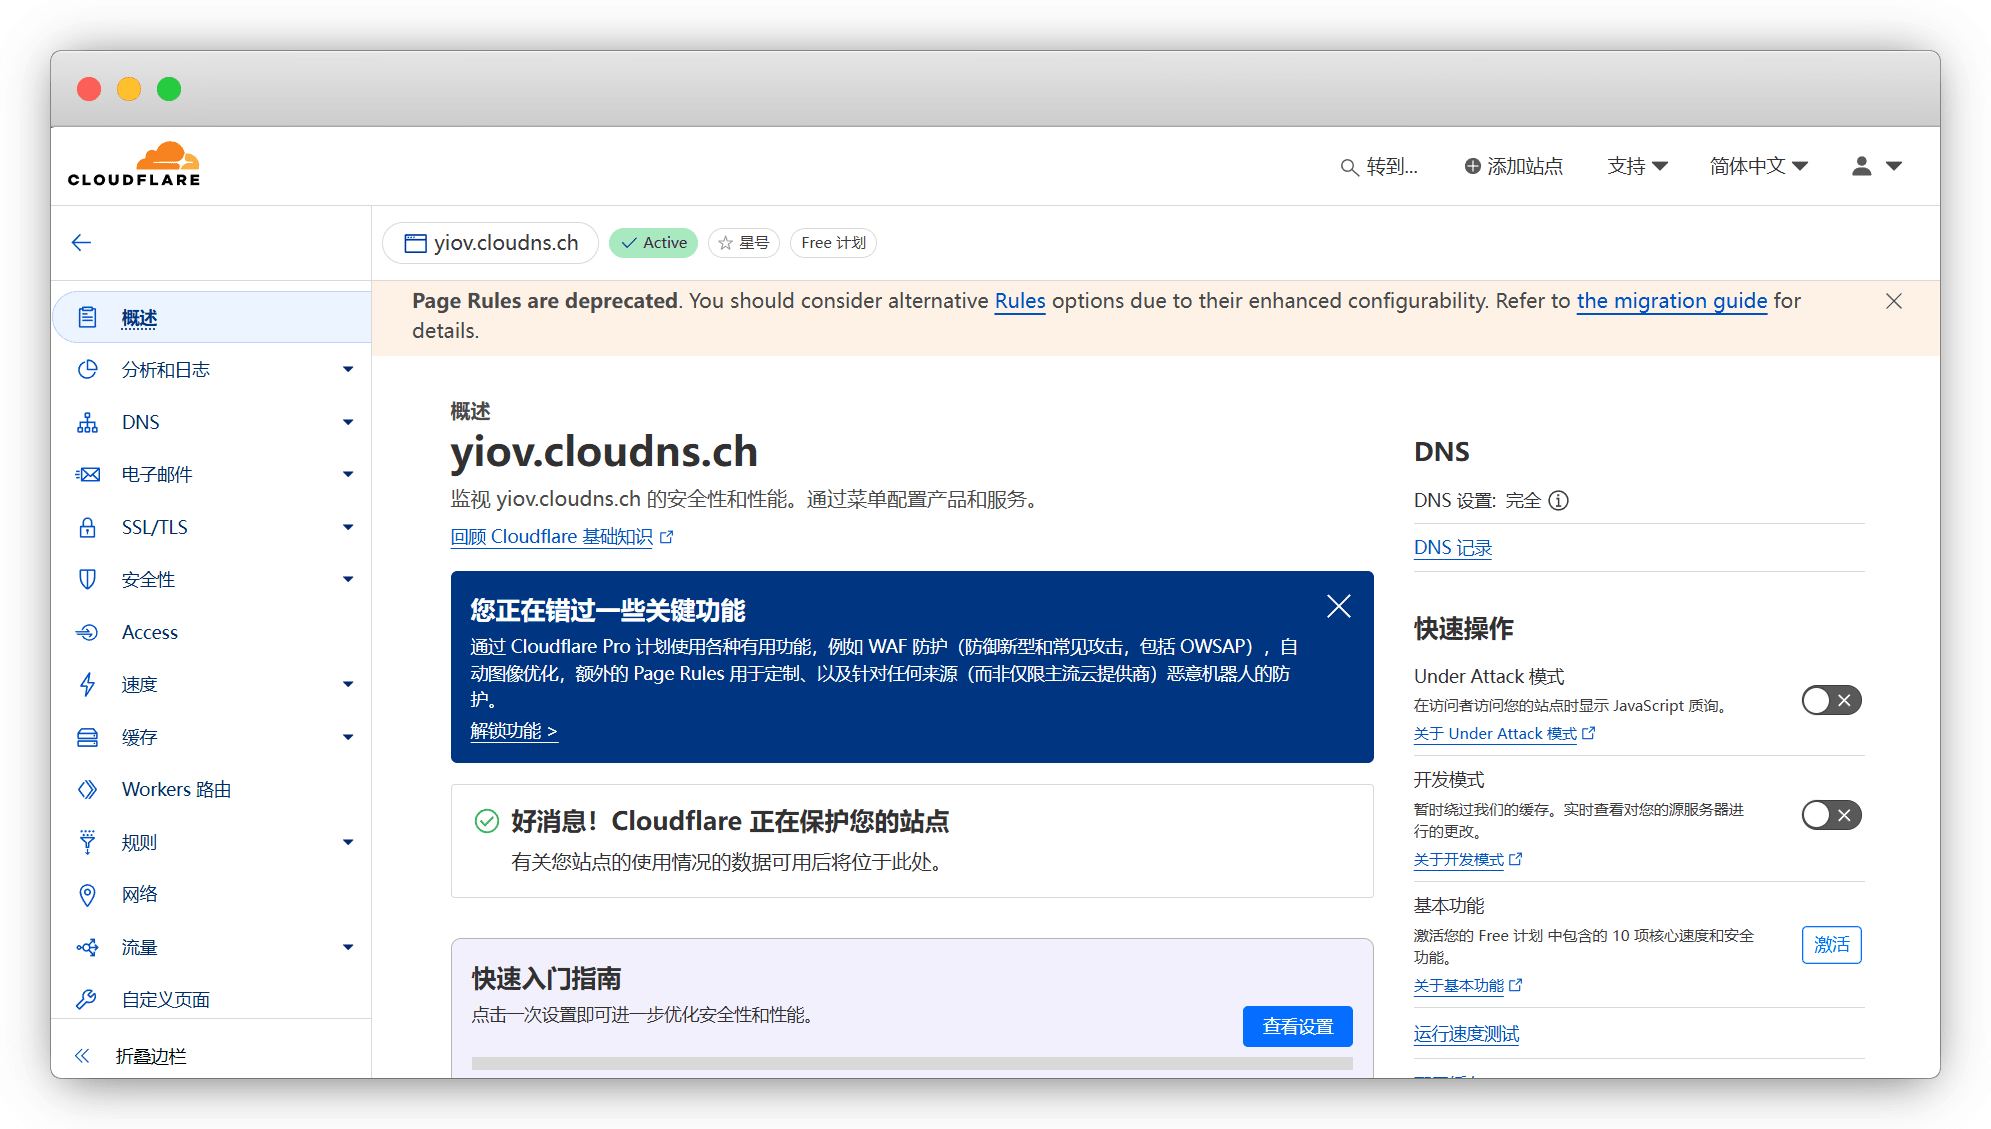 CLOUDFLARE
转到...
添加站点
支持
简体中文
yiov.cloudns.ch
Active
星号
Free 计划
概述
分析和日志
DNS
电子邮件
SSL/TLS
安全性
Access
速度
缓存
Workers 路由
规则
网络
流量
自定义页面
折叠边栏
Page Rules are deprecated. You should consider alternative Rules options due to their enhanced configurability. Refer to the migration guide for
details.
概述
yiov.cloudns.ch
监视 yiov.cloudns.ch 的安全性和性能。通过菜单配置产品和服务。
回顾 Cloudflare 基础知识
您正在错过一些关键功能
通过 Cloudflare Pro 计划使用各种有用功能，例如 WAF 防护（防御新型和常见攻击，包括 OWSAP），自
动图像优化，额外的 Page Rules 用于定制、以及针对任何来源（而非仅限主流云提供商）恶意机器人的防
护。
解锁功能 >
好消息！Cloudflare 正在保护您的站点
有关您站点的使用情况的数据可用后将位于此处。
快速入门指南
点击一次设置即可进一步优化安全性和性能。
查看设置
DNS
DNS 设置: 完全
DNS 记录
快速操作
Under Attack 模式
在访问者访问您的站点时显示 JavaScript 质询。
关于 Under Attack 模式
开发模式
暂时绕过我们的缓存。实时查看对您的源服务器进
行的更改。
关于开发模式
基本功能
激活您的 Free 计划 中包含的 10 项核心速度和安全
功能。
关于基本功能
激活
运行速度测试